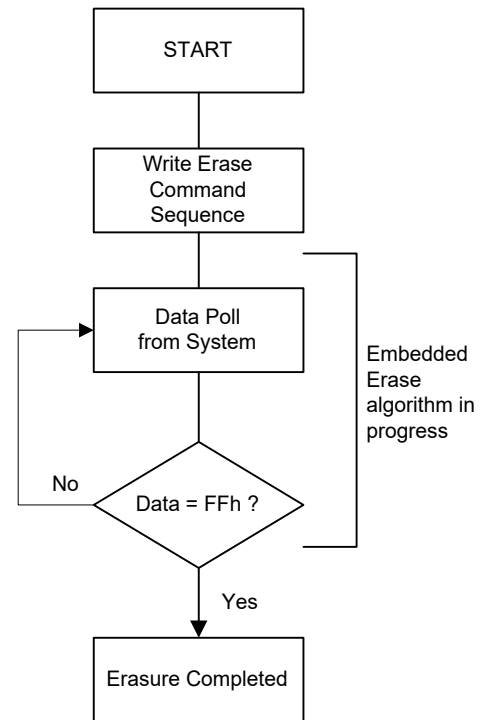 START
Write Erase
Command
Sequence
Data Poll
from System
Embedded
Erase
algorithm in
progress
No
Data = FFh ?
Yes
Erasure Completed